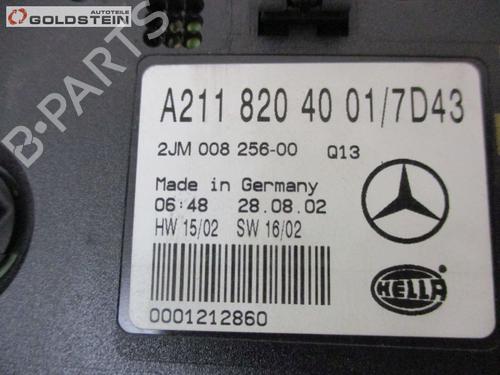 AUTOTEILE
GOLDSTEIN
B-PARTS
A211 820 40 01/7D43
2JM 008 256-00 Q13
Made in Germany
06:48 28.08.02
HW 15/02 SW 16/02
HELLA
0001212860